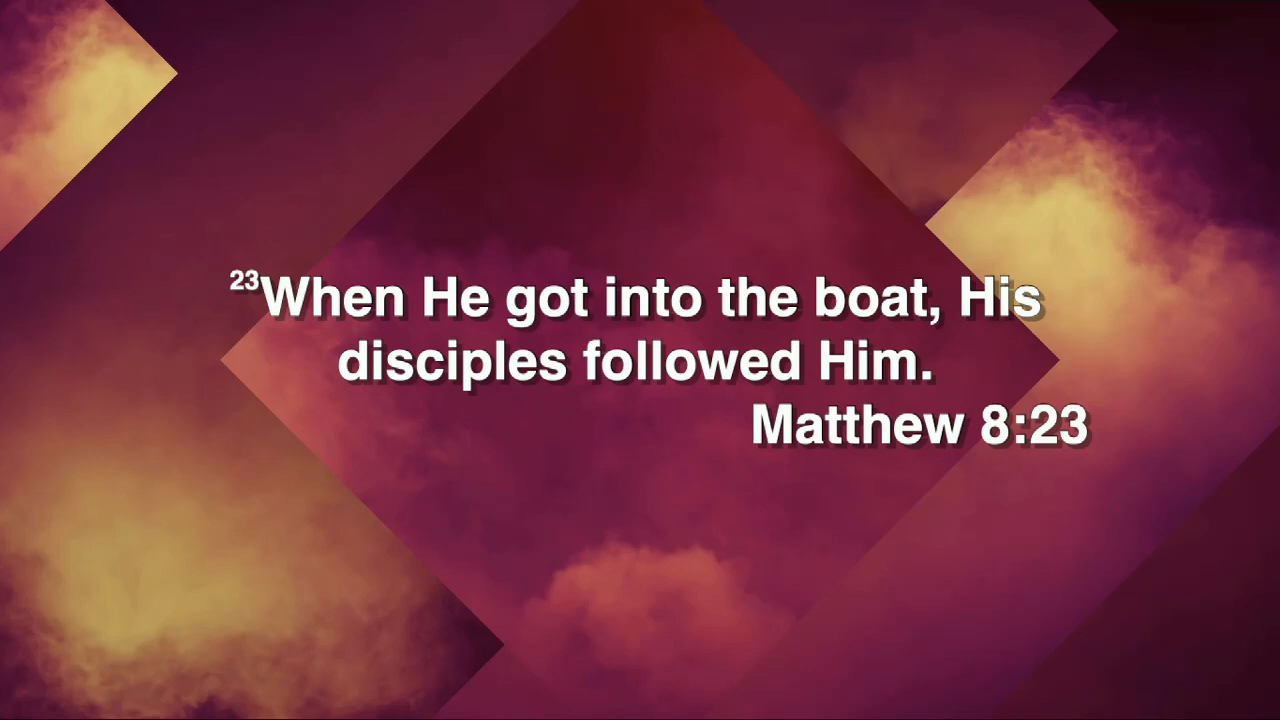 23When He got into the boat, His
disciples followed Him.
Matthew 8:23